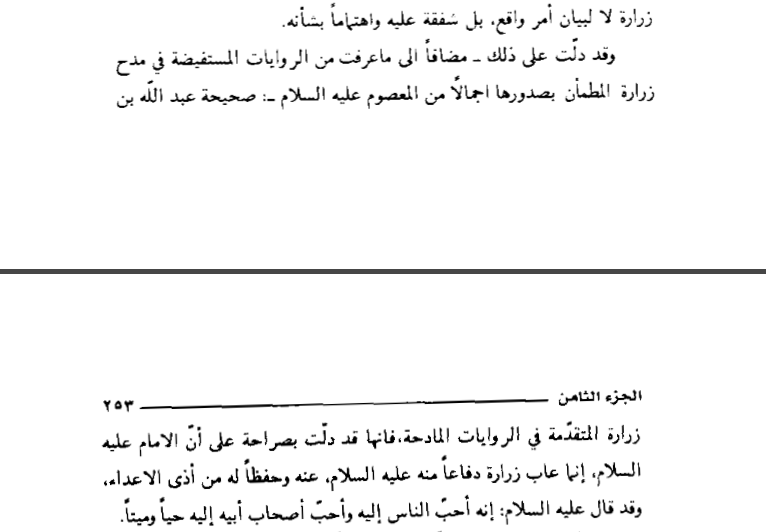 زرارة لا لبيان أمر واقع، بل شفقة عليه واهتماماً بشأنه.
وقد دلّت على ذلك ـ مضافاً الى ماعرفت من الروايات المستفيضة في مدح
زرارة المطمأن بصدورها اجمالًا من المعصوم عليه السلام ـ: صحيحة عبد اللّه بن
الجزء الثامن ٢٥٣
زرارة المتقدّمة في الروايات المادحة،فانها قد دلّت بصراحة على أنّ الامام عليه
السلام، إنما عاب زرارة دفاعاً منه عليه السلام، عنه وحفظاً له من أذى الاعداء،
وقد قال عليه السلام: إنه أحبّ الناس إليه وأحبّ أصحاب أبيه إليه حياً وميتاً.